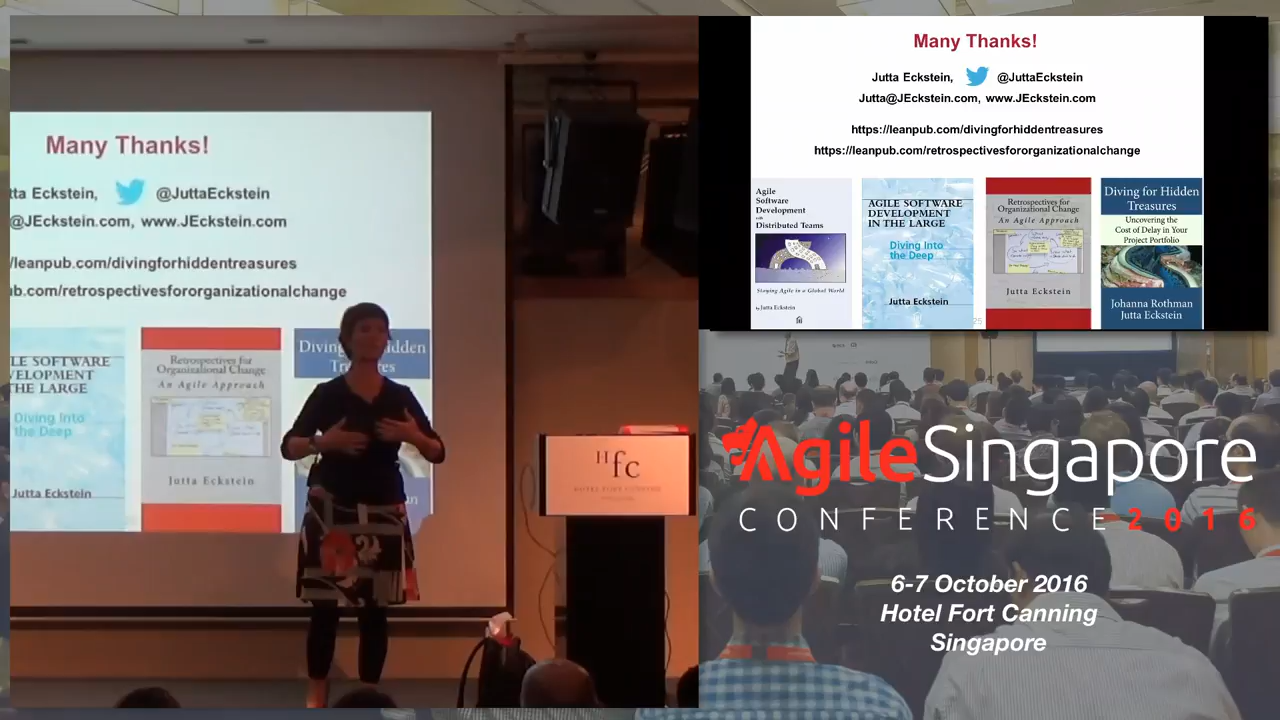 Many Thanks!
tta Eckstein, @JuttaEckstein
@JEckstein.com, www.JEckstein.com
/leanpub.com/divingforhiddentreasures
ub.com/retrospectivesfororganizationalchange
LE SOFTWARE
VELOPMENT
THE LARGE
Diving Into
the Deep
Jutta Eckstein
Retrospectives for
Organizational Change
An Agile Approach
Jutta Eckstein
Hfc
Many Thanks!
Jutta Eckstein, @JuttaEckstein
Jutta@JEckstein.com, www.JEckstein.com
https://leanpub.com/divingforhiddentreasures
https://leanpub.com/retrospectivesfororganizationalchange
Agile
Software
Development
with
Distributed Teams
Staying Agile in a Global World
by Jutta Eckstein
AGILE SOFTWARE
DEVELOPMENT
IN THE LARGE
Diving Into
the Deep
Jutta Eckstein
Retrospectives for
Organizational Change
An Agile Approach
Jutta Eckstein
25
Diving for Hidden
Treasures
Uncovering the
Cost of Delay in Your
Project Portfolio
Johanna Rothman
Jutta Eckstein
AgileSingapore
CONFERENCE 2016
6-7 October 2016
Hotel Fort Canning
Singapore